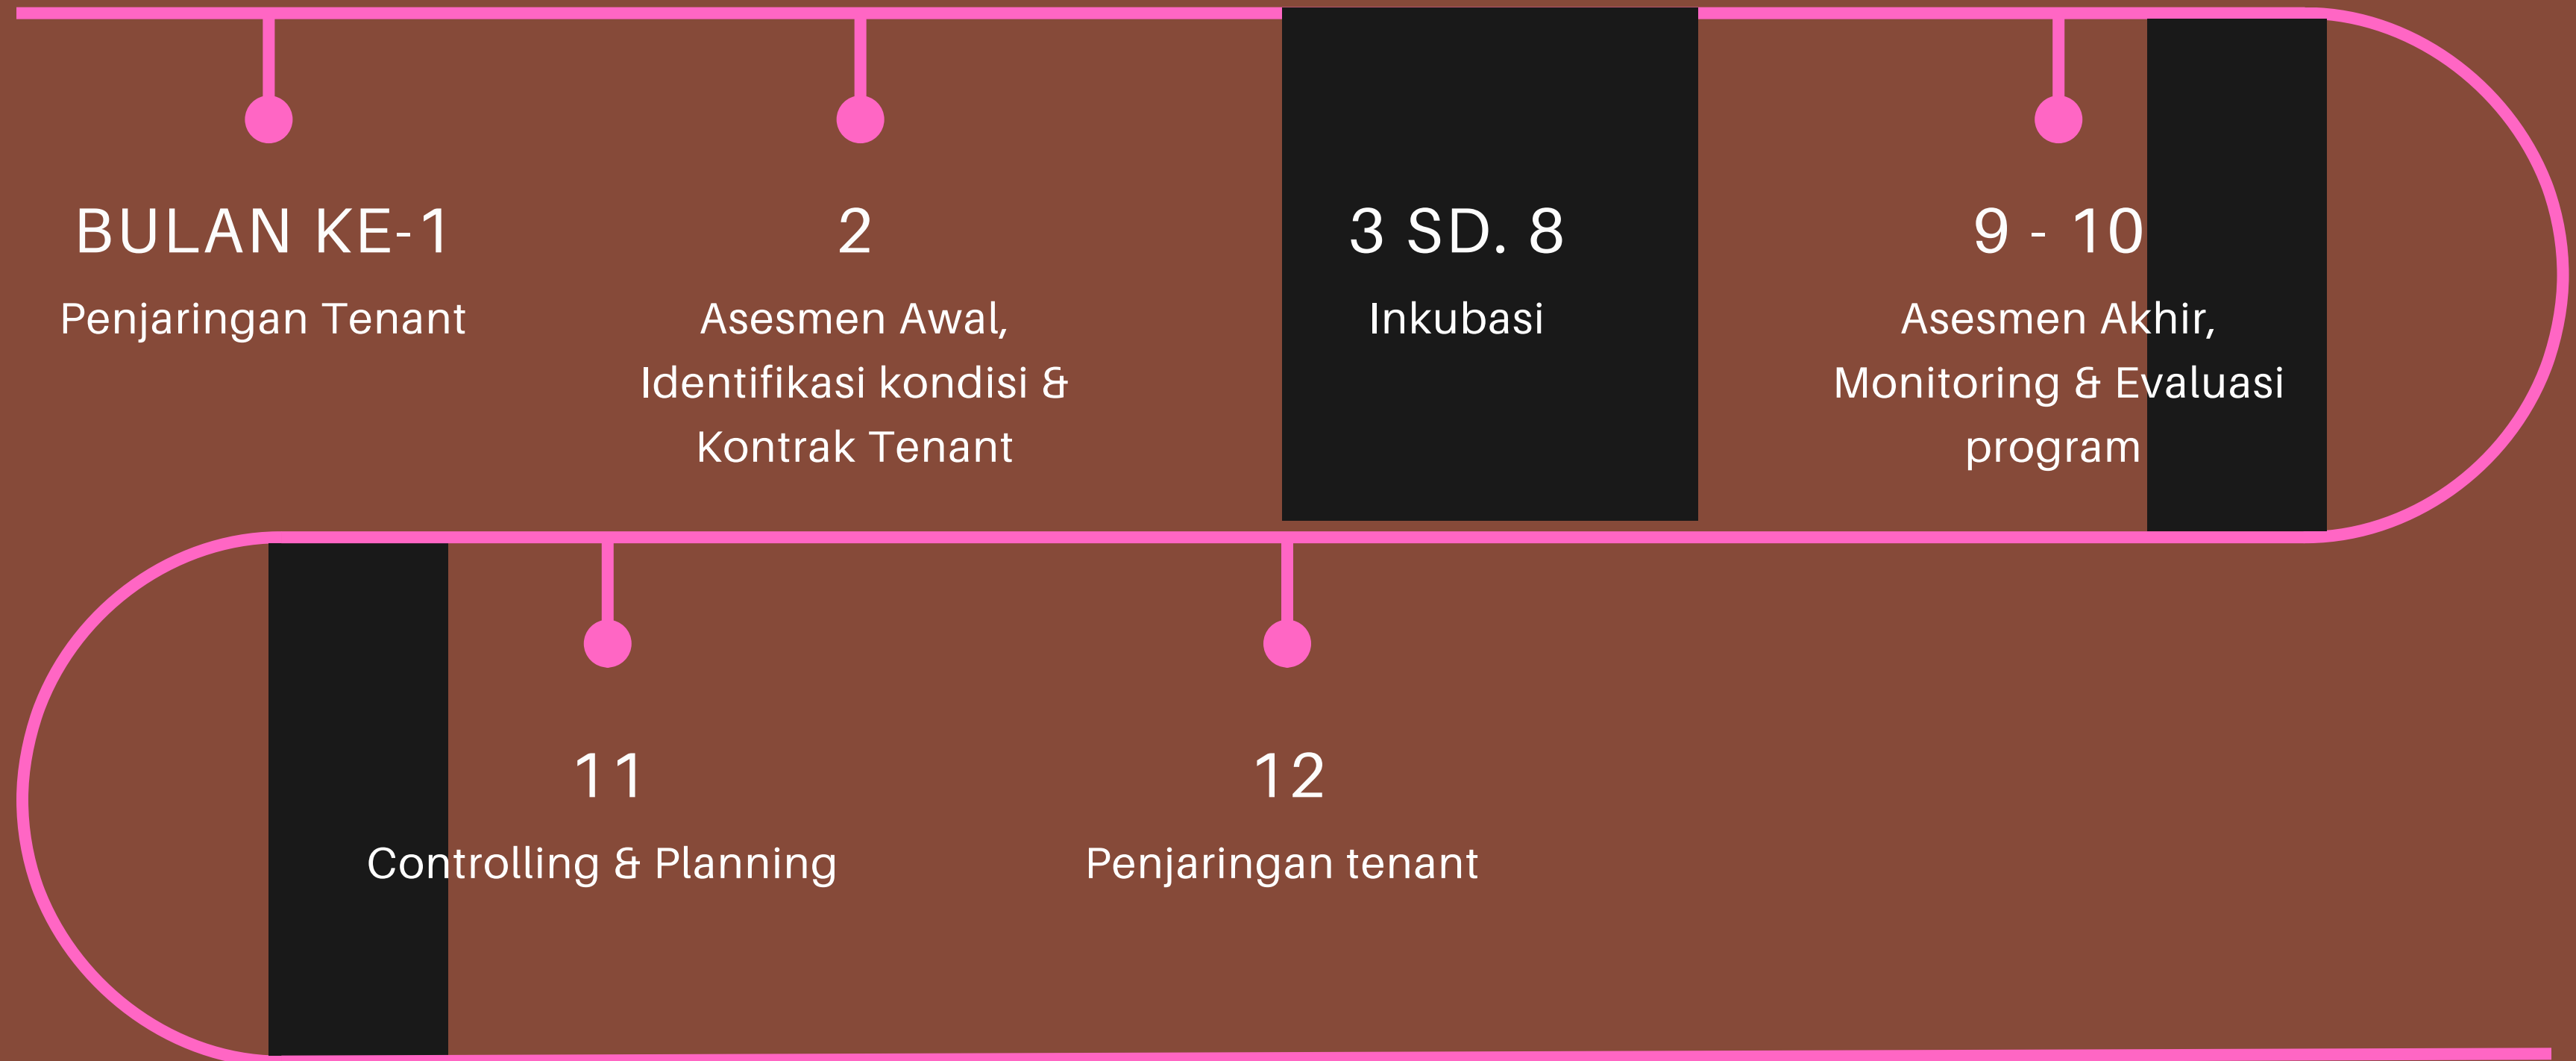 BULAN KE-1
Penjaringan Tenant
2
Asesmen Awal,
Identifikasi kondisi &
Kontrak Tenant
3 SD. 8
Inkubasi
9 - 10
Asesmen Akhir,
Monitoring & Evaluasi
program
11
Controlling & Planning
12
Penjaringan tenant